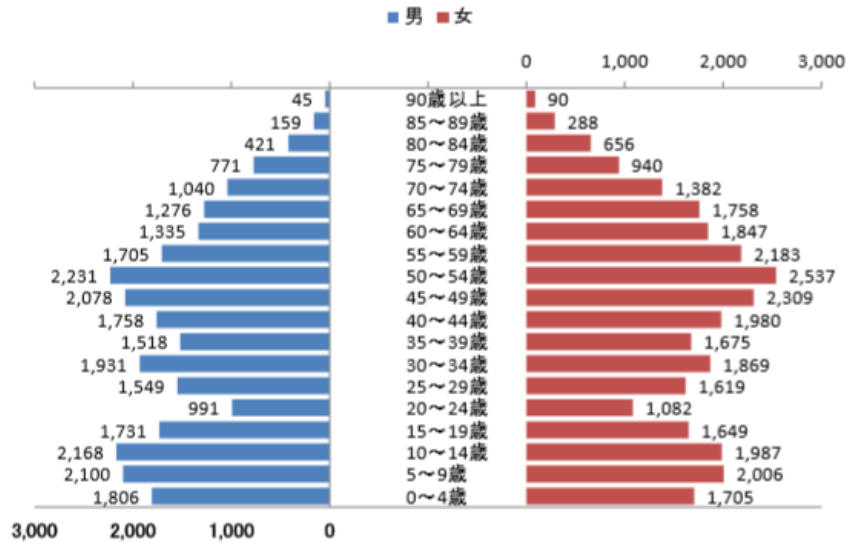 男 女
0 1,000 2,000 3,000
45 90歳以上 90
159 85～89歳 288
421 80～84歳 656
771 75～79歳 940
1,040 70～74歳 1,382
1,276 65～69歳 1,758
1,335 60～64歳 1,847
1,705 55～59歳 2,183
2,231 50～54歳 2,537
2,078 45～49歳 2,309
1,758 40～44歳 1,980
1,518 35～39歳 1,675
1,931 30～34歳 1,869
1,549 25～29歳 1,619
991 20～24歳 1,082
1,731 15～19歳 1,649
2,168 10～14歳 1,987
2,100 5～9歳 2,006
1,806 0～4歳 1,705
3,000 2,000 1,000 0